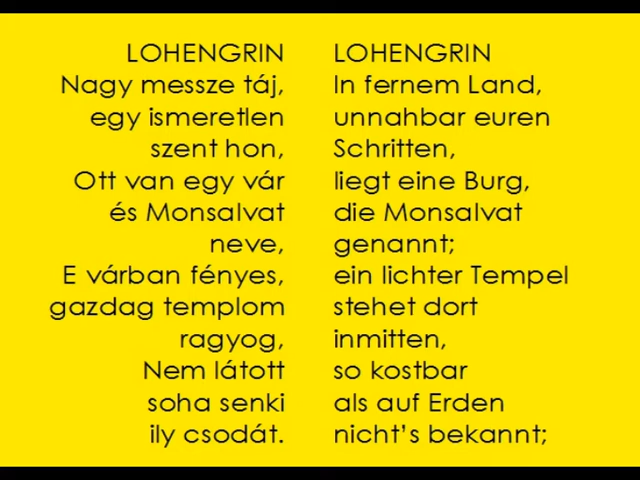 LOHENGRIN
Nagy messze táj,
egy ismeretlen
szent hon,
Ott van egy vár
és Monsalvat
neve,
E várban fényes,
gazdag templom
ragyog,
Nem látott
soha senki
ily csodát.
LOHENGRIN
In fernem Land,
unnahbar euren
Schritten,
liegt eine Burg,
die Monsalvat
genannt;
ein lichter Tempel
stehet dort
inmitten,
so kostbar
als auf Erden
nicht’s bekannt;